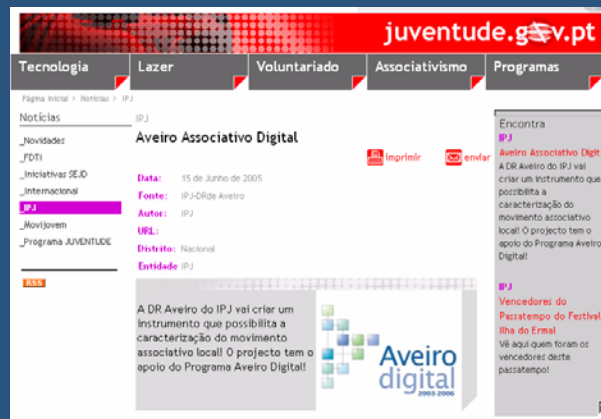 juventude.gov.pt
Tecnologia
Lazer
Voluntariado
Associativismo
Programas
Página Inicial > Notícias > IPJ
Notícias
_Novidades
_FDTI
_Iniciativas SEJD
_Internacional
_IPJ
_Movijovem
_Programa JUVENTUDE
RSS
_IPJ
Aveiro Associativo Digital
imprimir
enviar
Data: 15 de Junho de 2005
Fonte: IPJ-DRde Aveiro
Autor: IPJ
URL:
Distrito: Nacional
Entidade IPJ
A DR Aveiro do IPJ vai criar um
instrumento que possibilita a
caracterização do movimento
associativo local! O projecto tem o
apoio do Programa Aveiro Digital!
Aveiro
digital
2003-2006
Encontra
IPJ
Aveiro Associativo Digit
A DR Aveiro do IPJ vai
criar um instrumento que
possibilita a
caracterização do
movimento associativo
local! O projecto tem o
apoio do Programa Aveiro
Digital!
IPJ
Vencedores do
Passatempo do Festival
Ilha do Ermal
Vê aqui quem foram os
vencedores deste
passatempo!